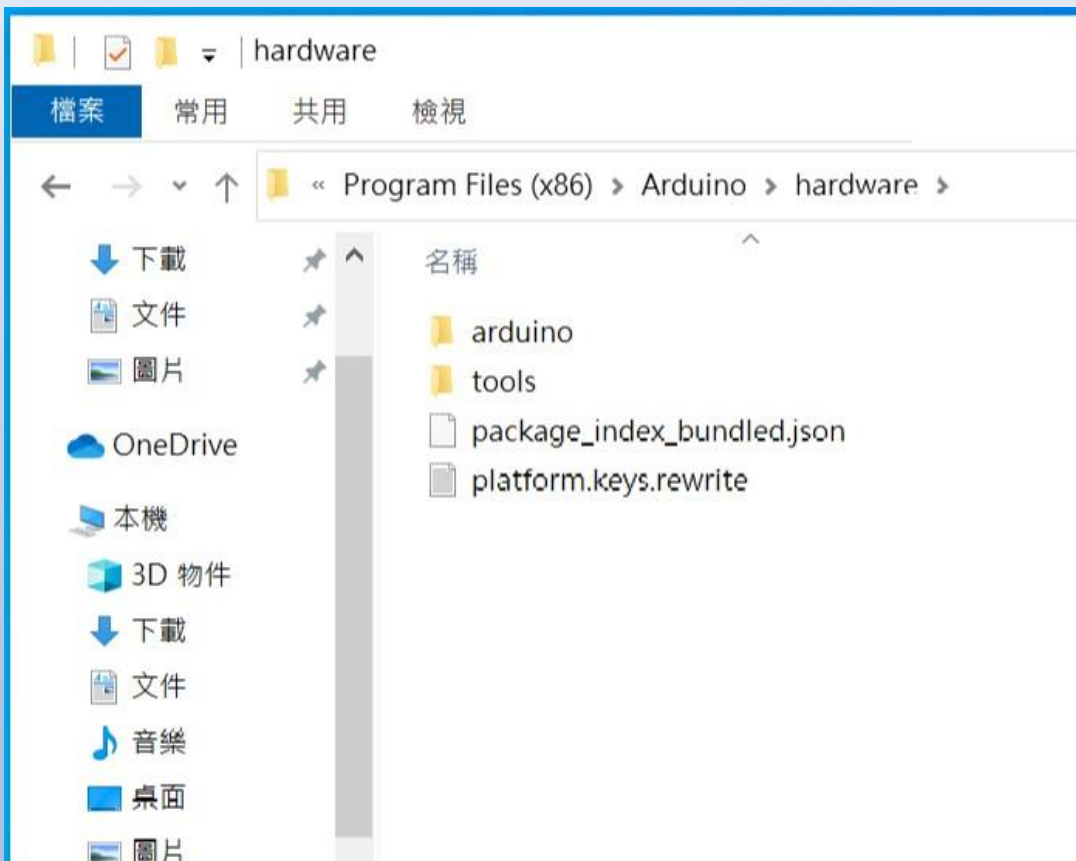 hardware
檔案 常用 共用 檢視
« Program Files (x86) > Arduino > hardware >
下載
文件
圖片
OneDrive
本機
3D 物件
下載
文件
音樂
桌面
圖片
名稱
arduino
tools
package_index_bundled.json
platform.keys.rewrite